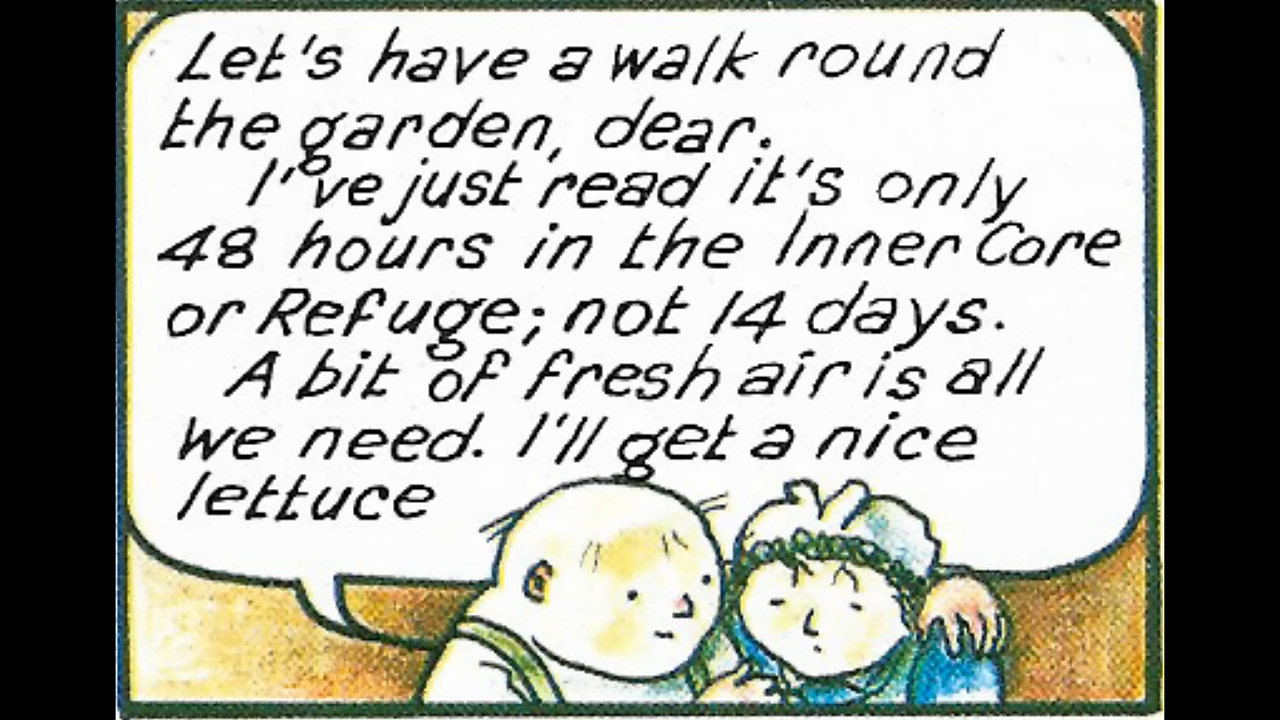 Let's have a walk round
the garden, dear.
I've just read it's only
48 hours in the Inner Core
or Refuge; not 14 days.
A bit of fresh air is all
we need. I'll get a nice
lettuce